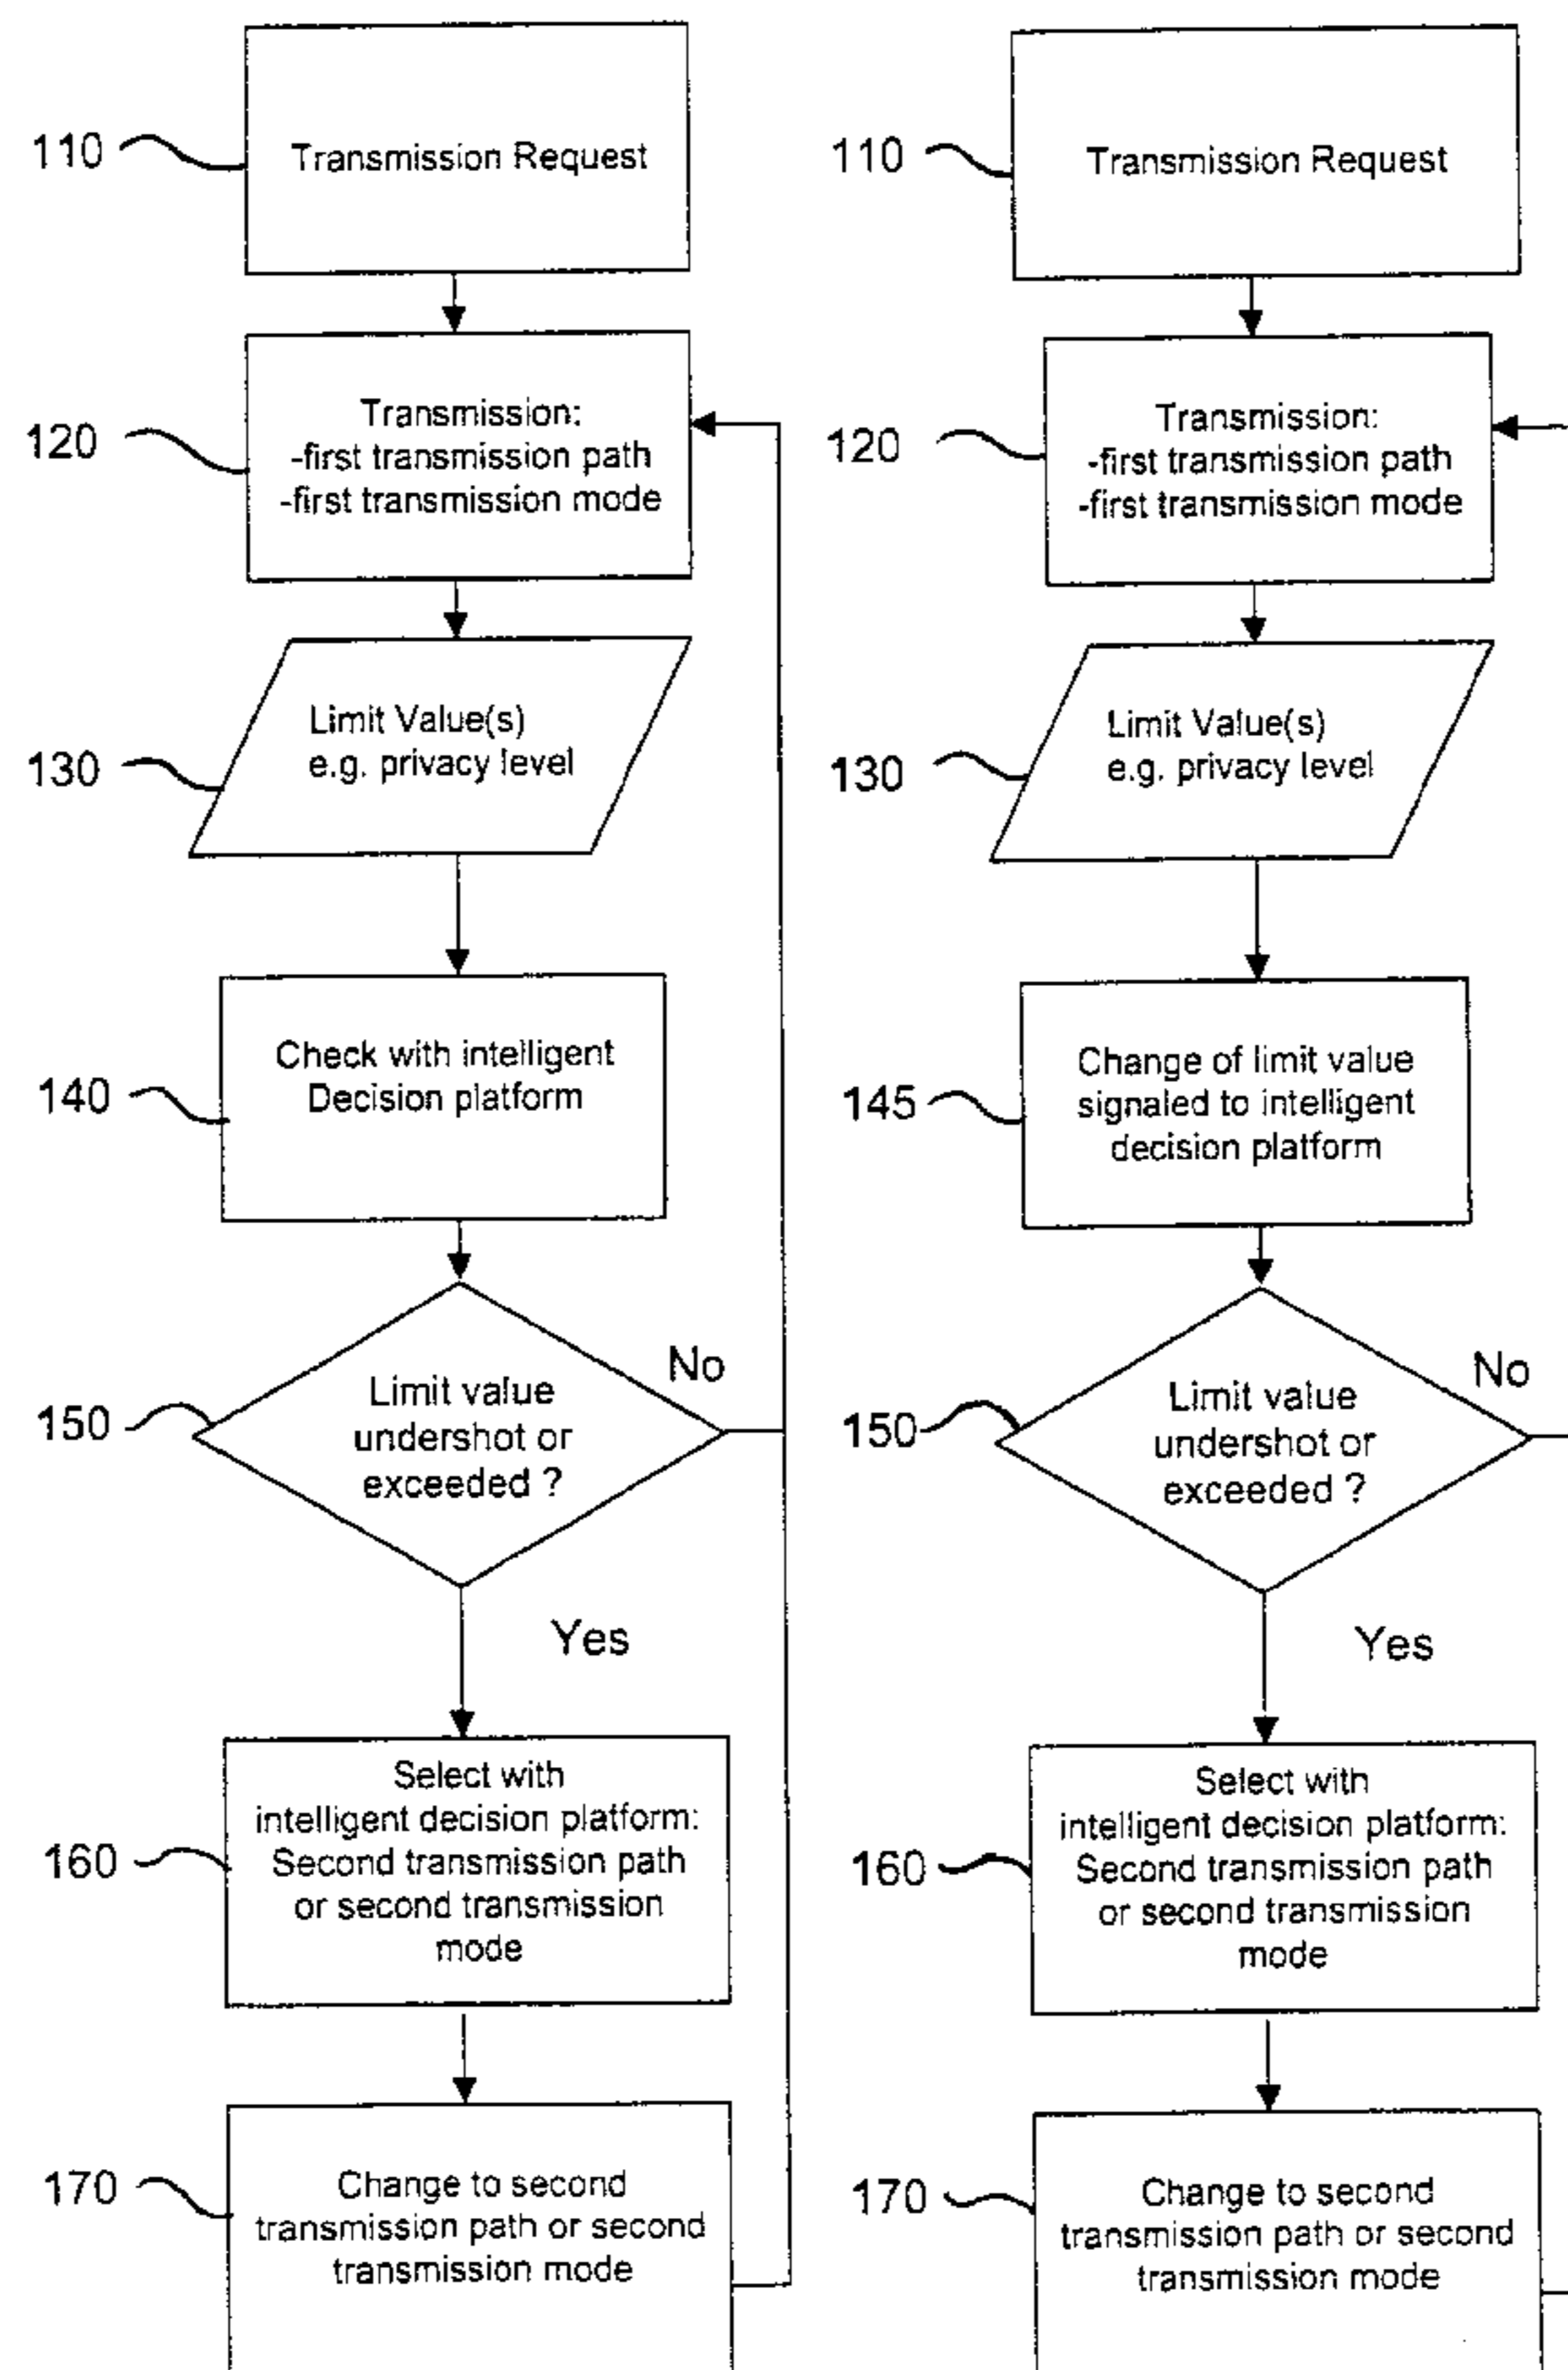 110
Transmission Request
120
Transmission:
-first transmission path
-first transmission mode
130
Limit Value(s)
e.g. privacy level
140
Check with intelligent
Decision platform
150
Limit value
undershot or
exceeded ?
No
Yes
160
Select with
intelligent decision platform:
Second transmission path
or second transmission
mode
170
Change to second
transmission path or second
transmission mode
110
Transmission Request
120
Transmission:
-first transmission path
-first transmission mode
130
Limit Value(s)
e.g. privacy level
145
Change of limit value
signaled to intelligent
decision platform
150
Limit value
undershot or
exceeded ?
No
Yes
160
Select with
intelligent decision platform:
Second transmission path
or second transmission
mode
170
Change to second
transmission path or second
transmission mode